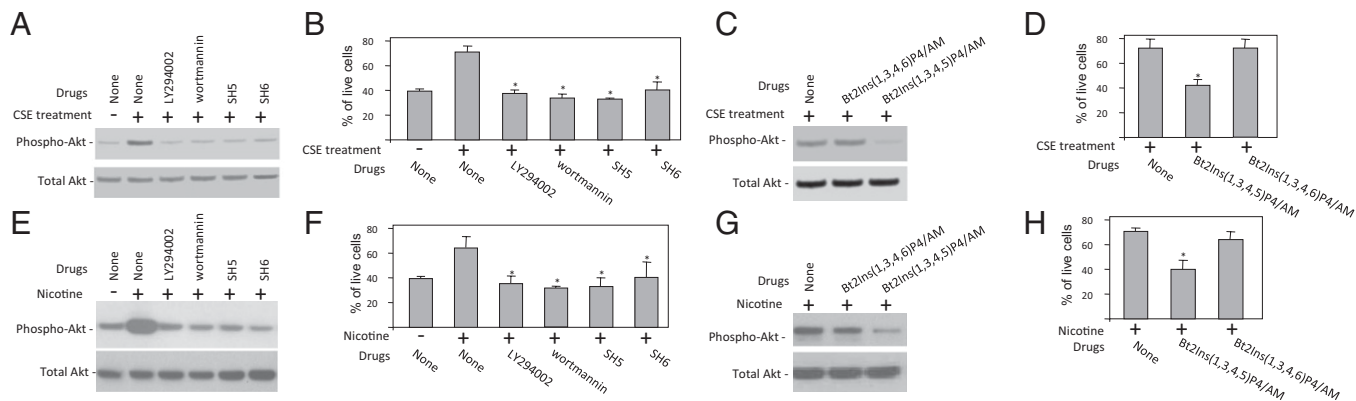 A
Drugs
None
None
LY294002
wortmannin
SH5
SH6
CSE treatment - + + + + +
Phospho-Akt -
Total Akt -
B
% of live cells
80
60
40
20
CSE treatment - + + + + +
Drugs
None
None
LY294002
wortmannin
SH5
SH6
* * * *
C
Drugs
None
Bt2Ins(1,3,4,6)P4/AM
Bt2Ins(1,3,4,5)P4/AM
CSE treatment + + +
Phospho-Akt -
Total Akt -
D
% of live cells
80
60
40
20
*
CSE treatment + + +
Drugs
None
Bt2Ins(1,3,4,5)P4/AM
Bt2Ins(1,3,4,6)P4/AM
E
Drugs
None
None
LY294002
wortmannin
SH5
SH6
Nicotine - + + + + +
Phospho-Akt -
Total Akt -
F
% of live cells
80
60
40
20
* * * *
Nicotine - + + + + +
Drugs
None
None
LY294002
wortmannin
SH5
SH6
G
Drugs
None
Bt2Ins(1,3,4,6)P4/AM
Bt2Ins(1,3,4,5)P4/AM
Nicotine + + +
Phospho-Akt -
Total Akt -
H
% of live cells
80
60
40
20
*
Nicotine + + +
Drugs
None
Bt2Ins(1,3,4,5)P4/AM
Bt2Ins(1,3,4,6)P4/AM